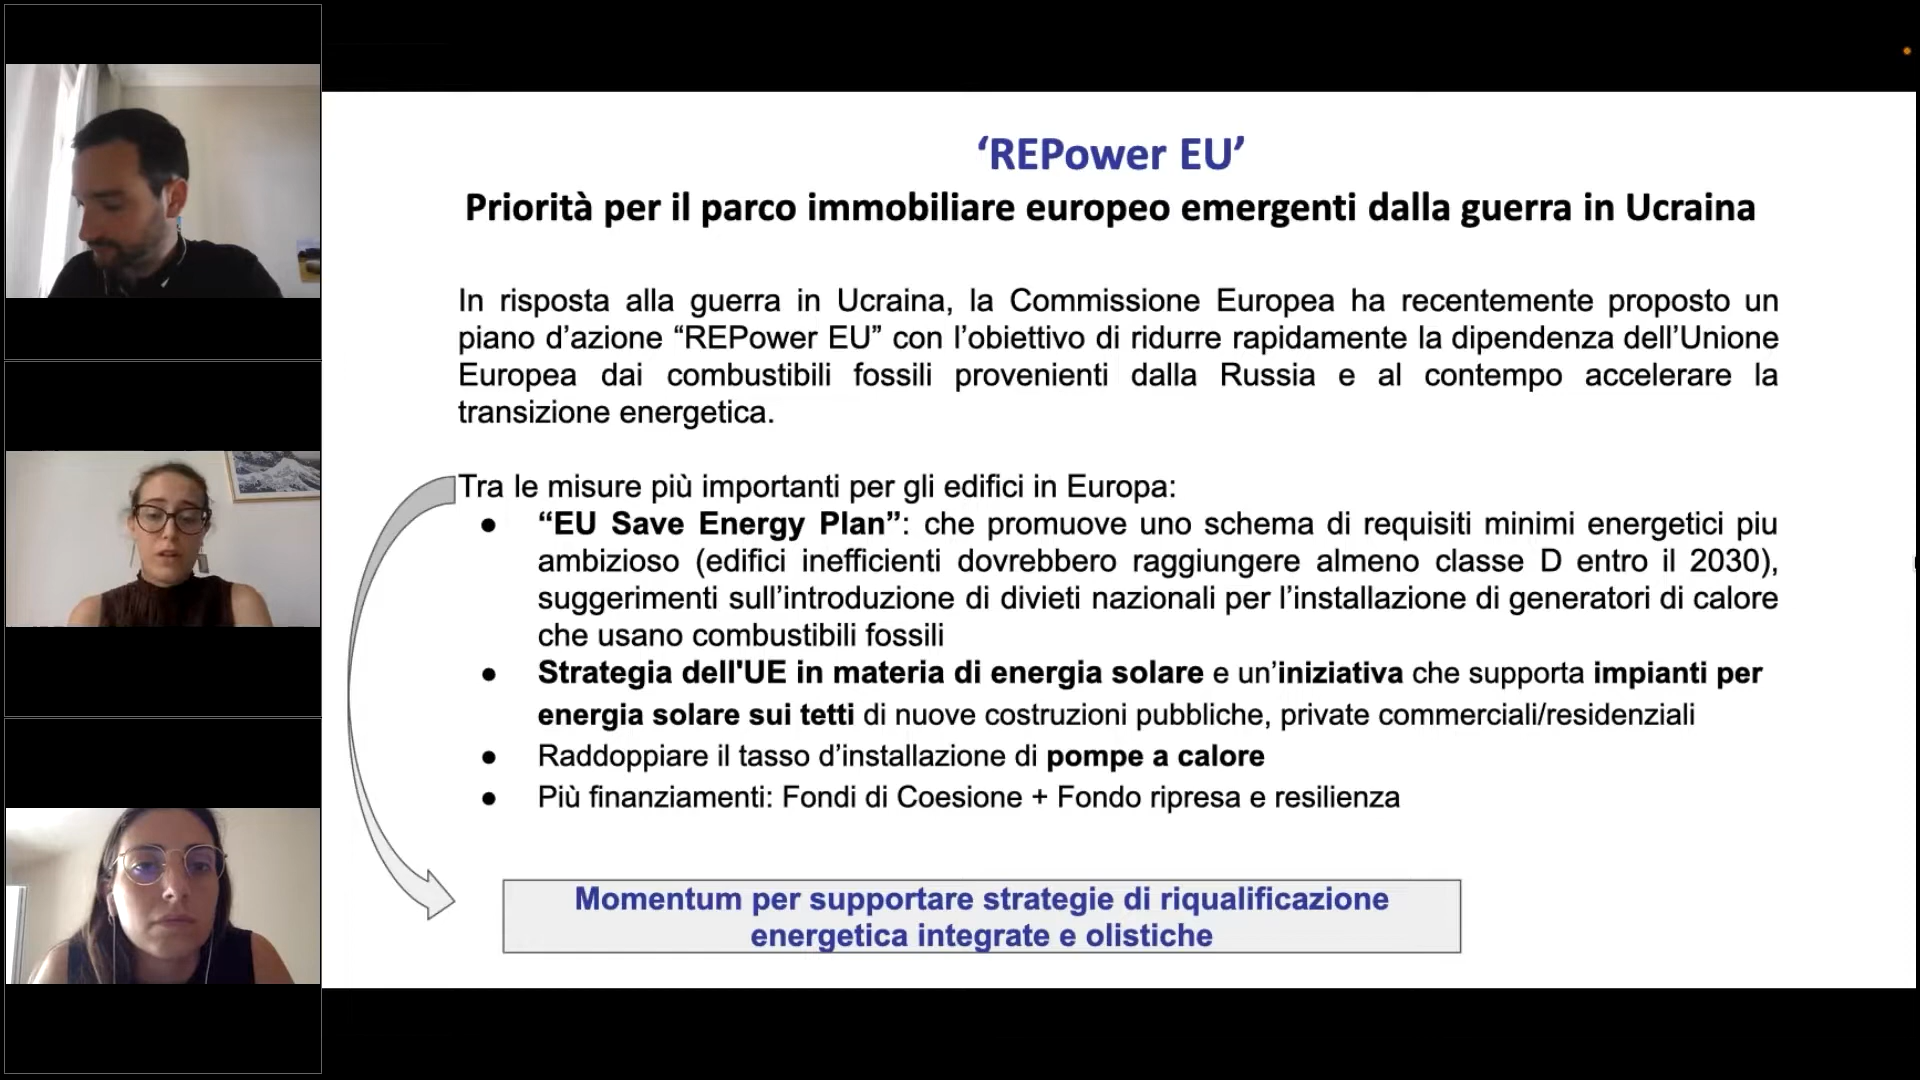 ‘REPower EU’
Priorità per il parco immobiliare europeo emergenti dalla guerra in Ucraina
In risposta alla guerra in Ucraina, la Commissione Europea ha recentemente proposto un
piano d’azione “REPower EU” con l’obiettivo di ridurre rapidamente la dipendenza dell’Unione
Europea dai combustibili fossili provenienti dalla Russia e al contempo accelerare la
transizione energetica.
Tra le misure più importanti per gli edifici in Europa:
● “EU Save Energy Plan”: che promuove uno schema di requisiti minimi energetici piu
ambizioso (edifici inefficienti dovrebbero raggiungere almeno classe D entro il 2030),
suggerimenti sull’introduzione di divieti nazionali per l’installazione di generatori di calore
che usano combustibili fossili
● Strategia dell'UE in materia di energia solare e un’iniziativa che supporta impianti per
energia solare sui tetti di nuove costruzioni pubbliche, private commerciali/residenziali
● Raddoppiare il tasso d’installazione di pompe a calore
● Più finanziamenti: Fondi di Coesione + Fondo ripresa e resilienza
Momentum per supportare strategie di riqualificazione
energetica integrate e olistiche